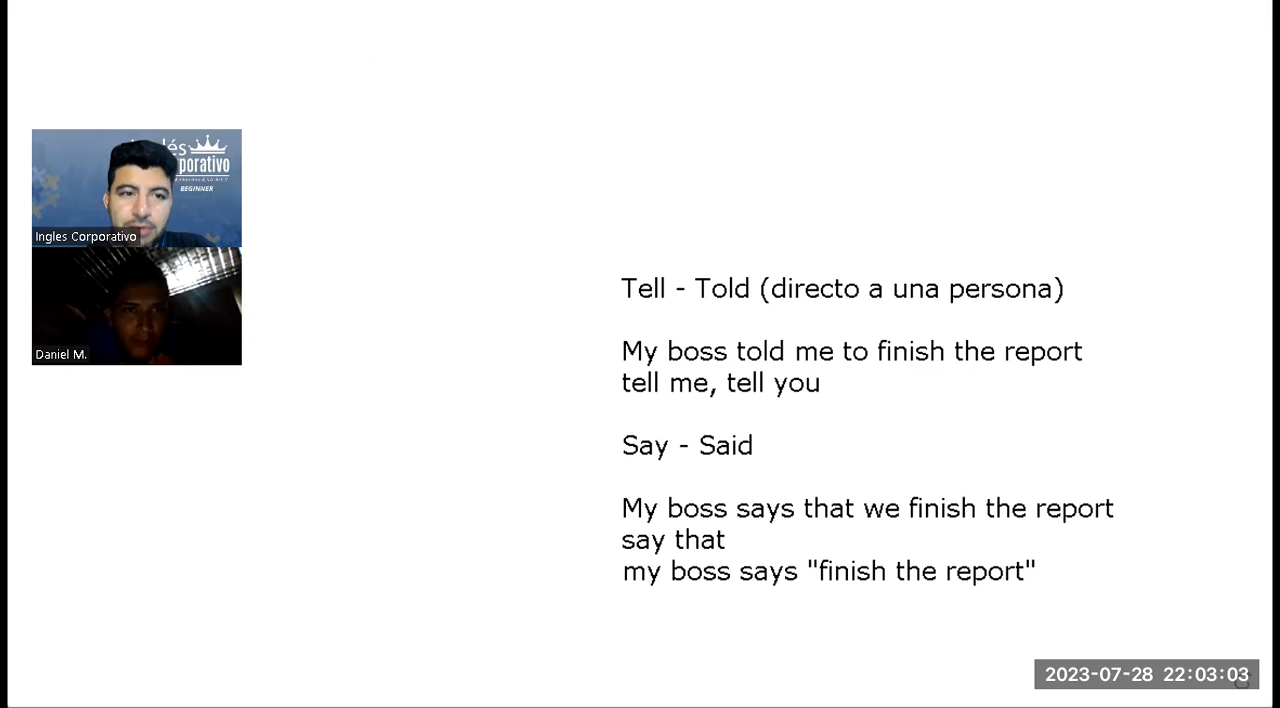 porativo
BEGINNER
Ingles Corporativo
Daniel M.
Tell - Told (directo a una persona)
My boss told me to finish the report
tell me, tell you
Say - Said
My boss says that we finish the report
say that
my boss says "finish the report"
2023-07-28 22:03:03